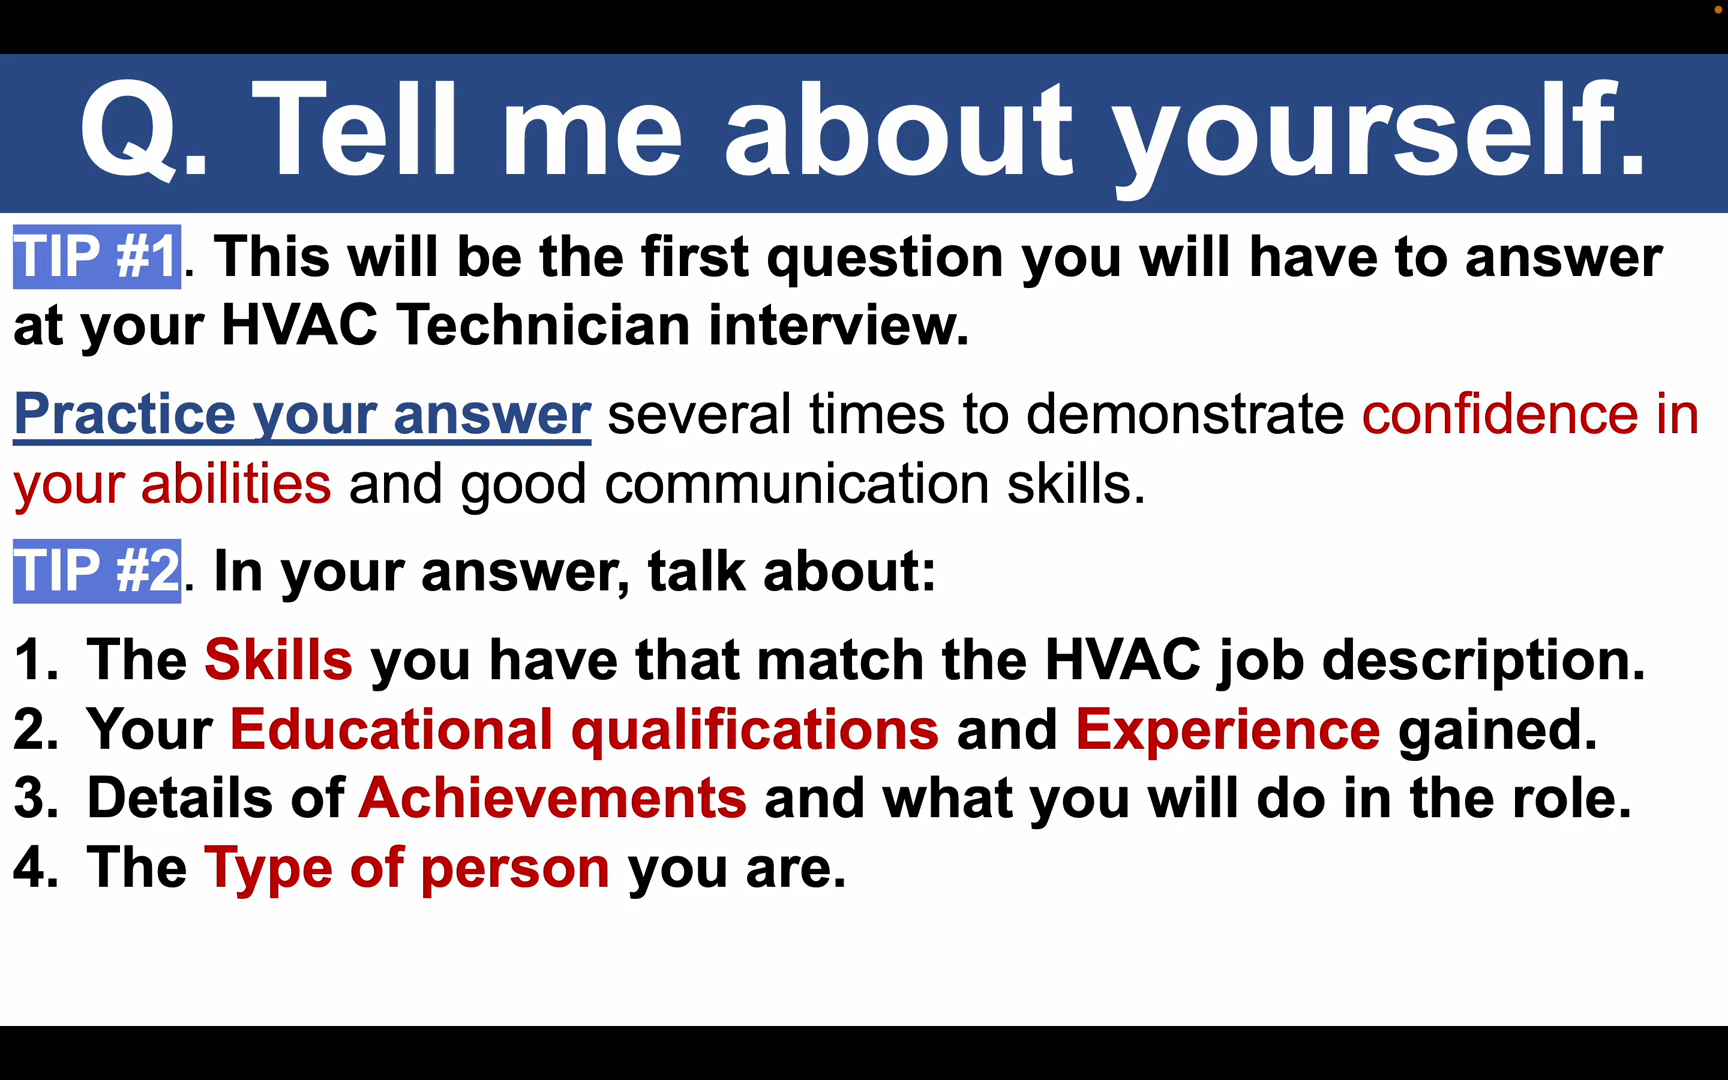 Q. Tell me about yourself.
TIP #1. This will be the first question you will have to answer
at your HVAC Technician interview.
Practice your answer several times to demonstrate confidence in
your abilities and good communication skills.
TIP #2. In your answer, talk about:
1. The Skills you have that match the HVAC job description.
2. Your Educational qualifications and Experience gained.
3. Details of Achievements and what you will do in the role.
4. The Type of person you are.